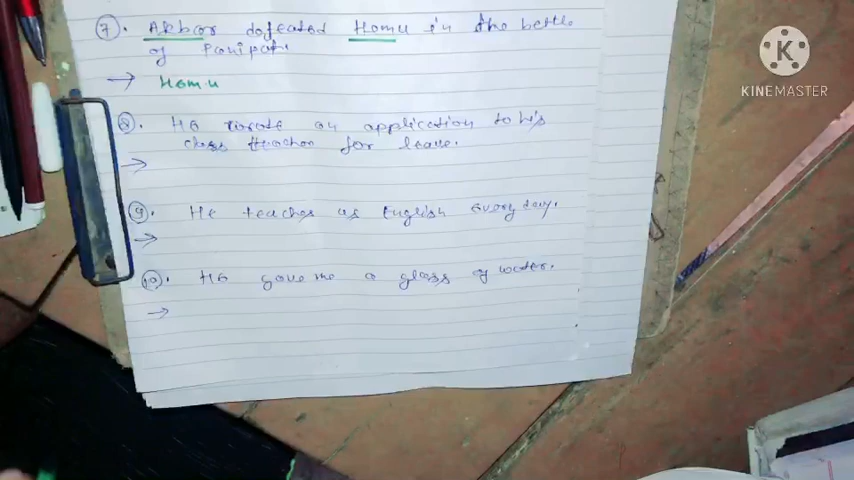 7. Akbar defeated Hemu in the battle
of Panipat.
→ Hemu
8. He wrote an application to his
class teacher for leave.
→
9. He teaches us English every day.
→
10. He gave me a glass of water.
→
KINEMASTER